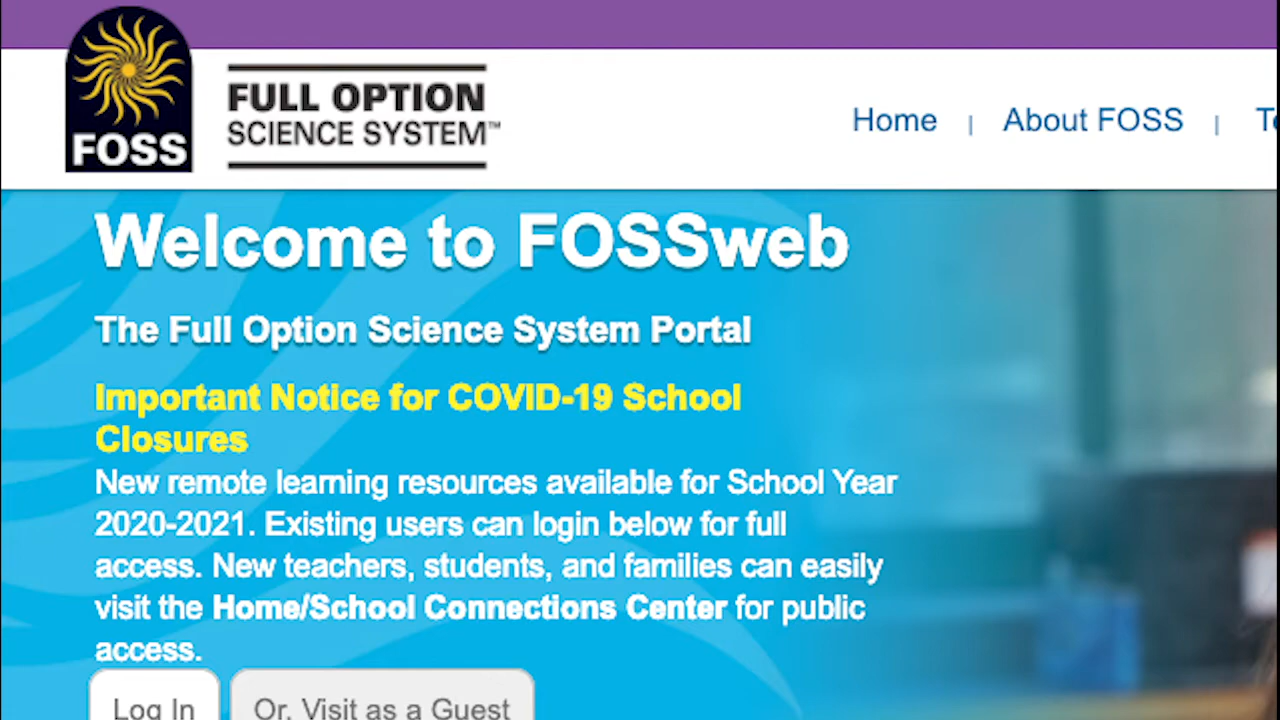 FOSS
FULL OPTION
SCIENCE SYSTEM™
Home | About FOSS |
Welcome to FOSSweb
The Full Option Science System Portal
Important Notice for COVID-19 School
Closures
New remote learning resources available for School Year
2020-2021. Existing users can login below for full
access. New teachers, students, and families can easily
visit the Home/School Connections Center for public
access.
Log In
Or, Visit as a Guest